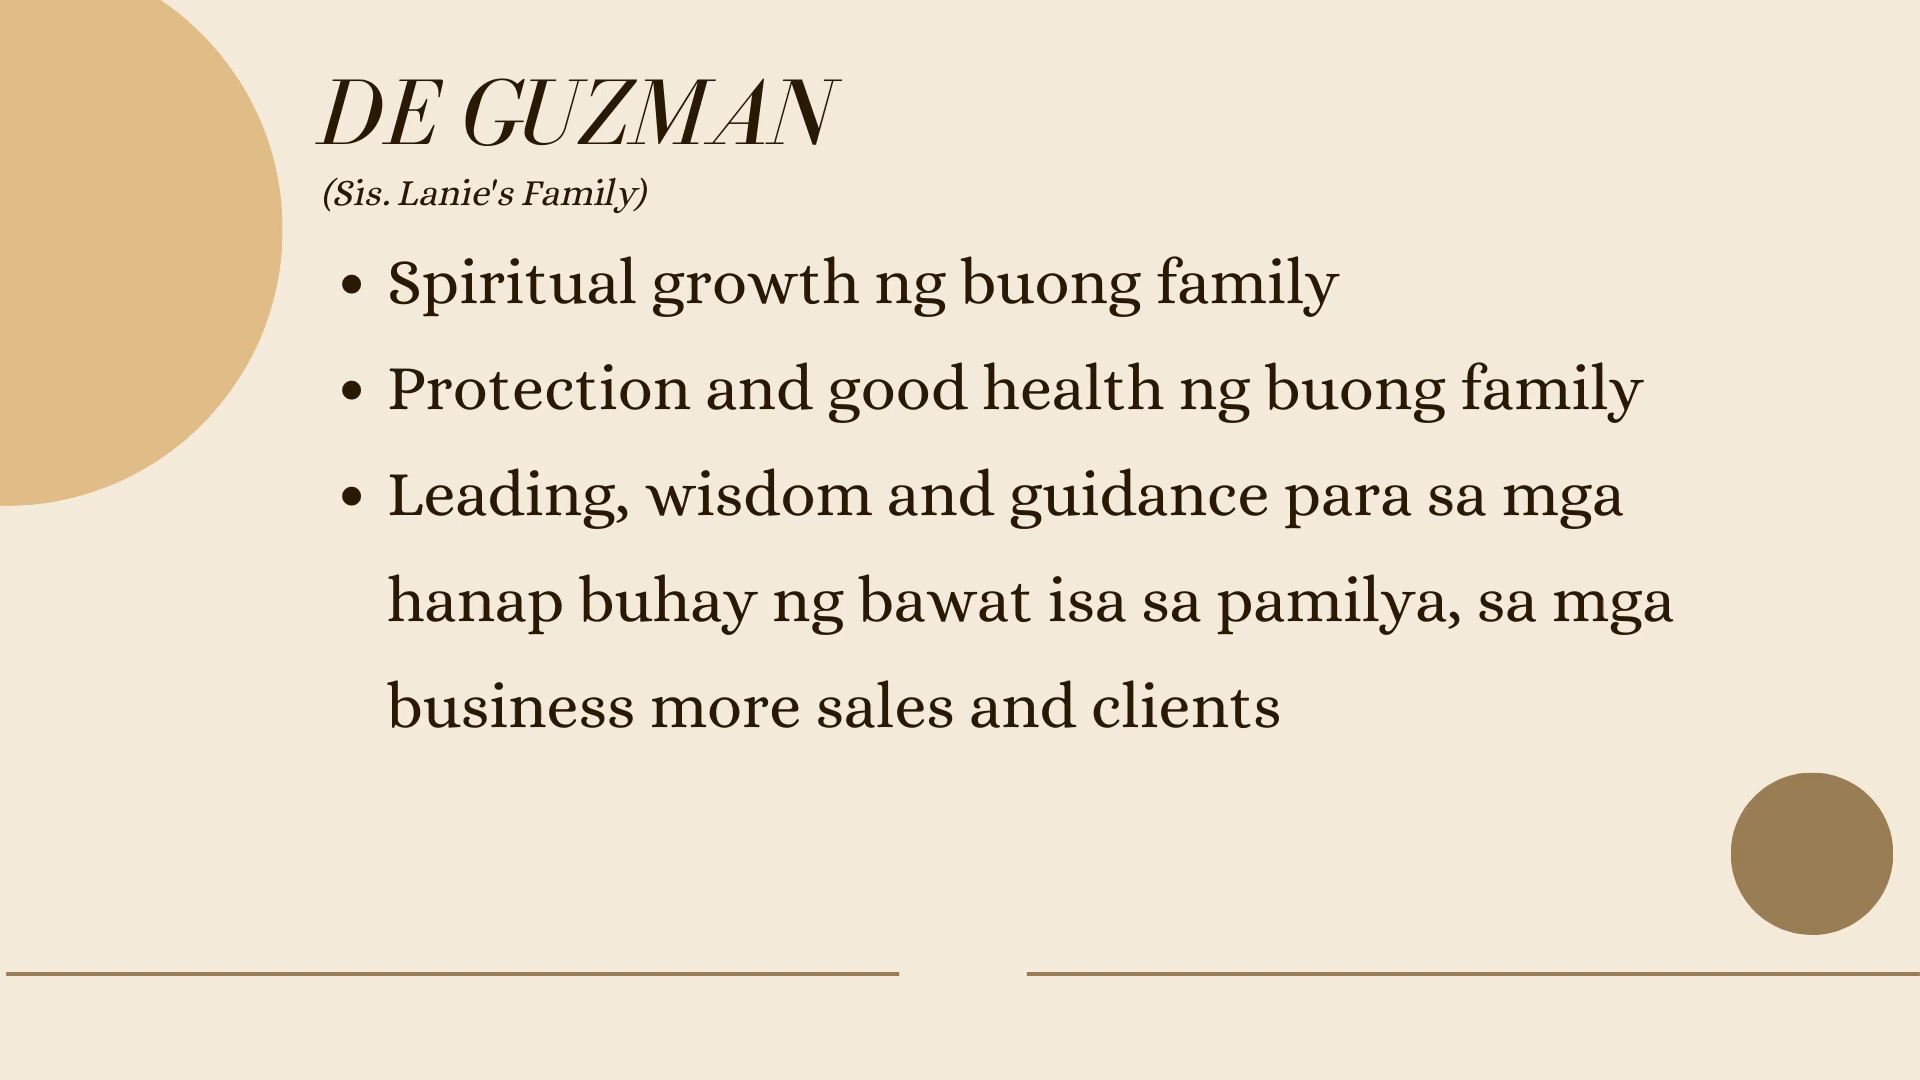 DE GUZMAN
(Sis. Lanie's Family)
• Spiritual growth ng buong family
• Protection and good health ng buong family
• Leading, wisdom and guidance para sa mga
hanap buhay ng bawat isa sa pamilya, sa mga
business more sales and clients